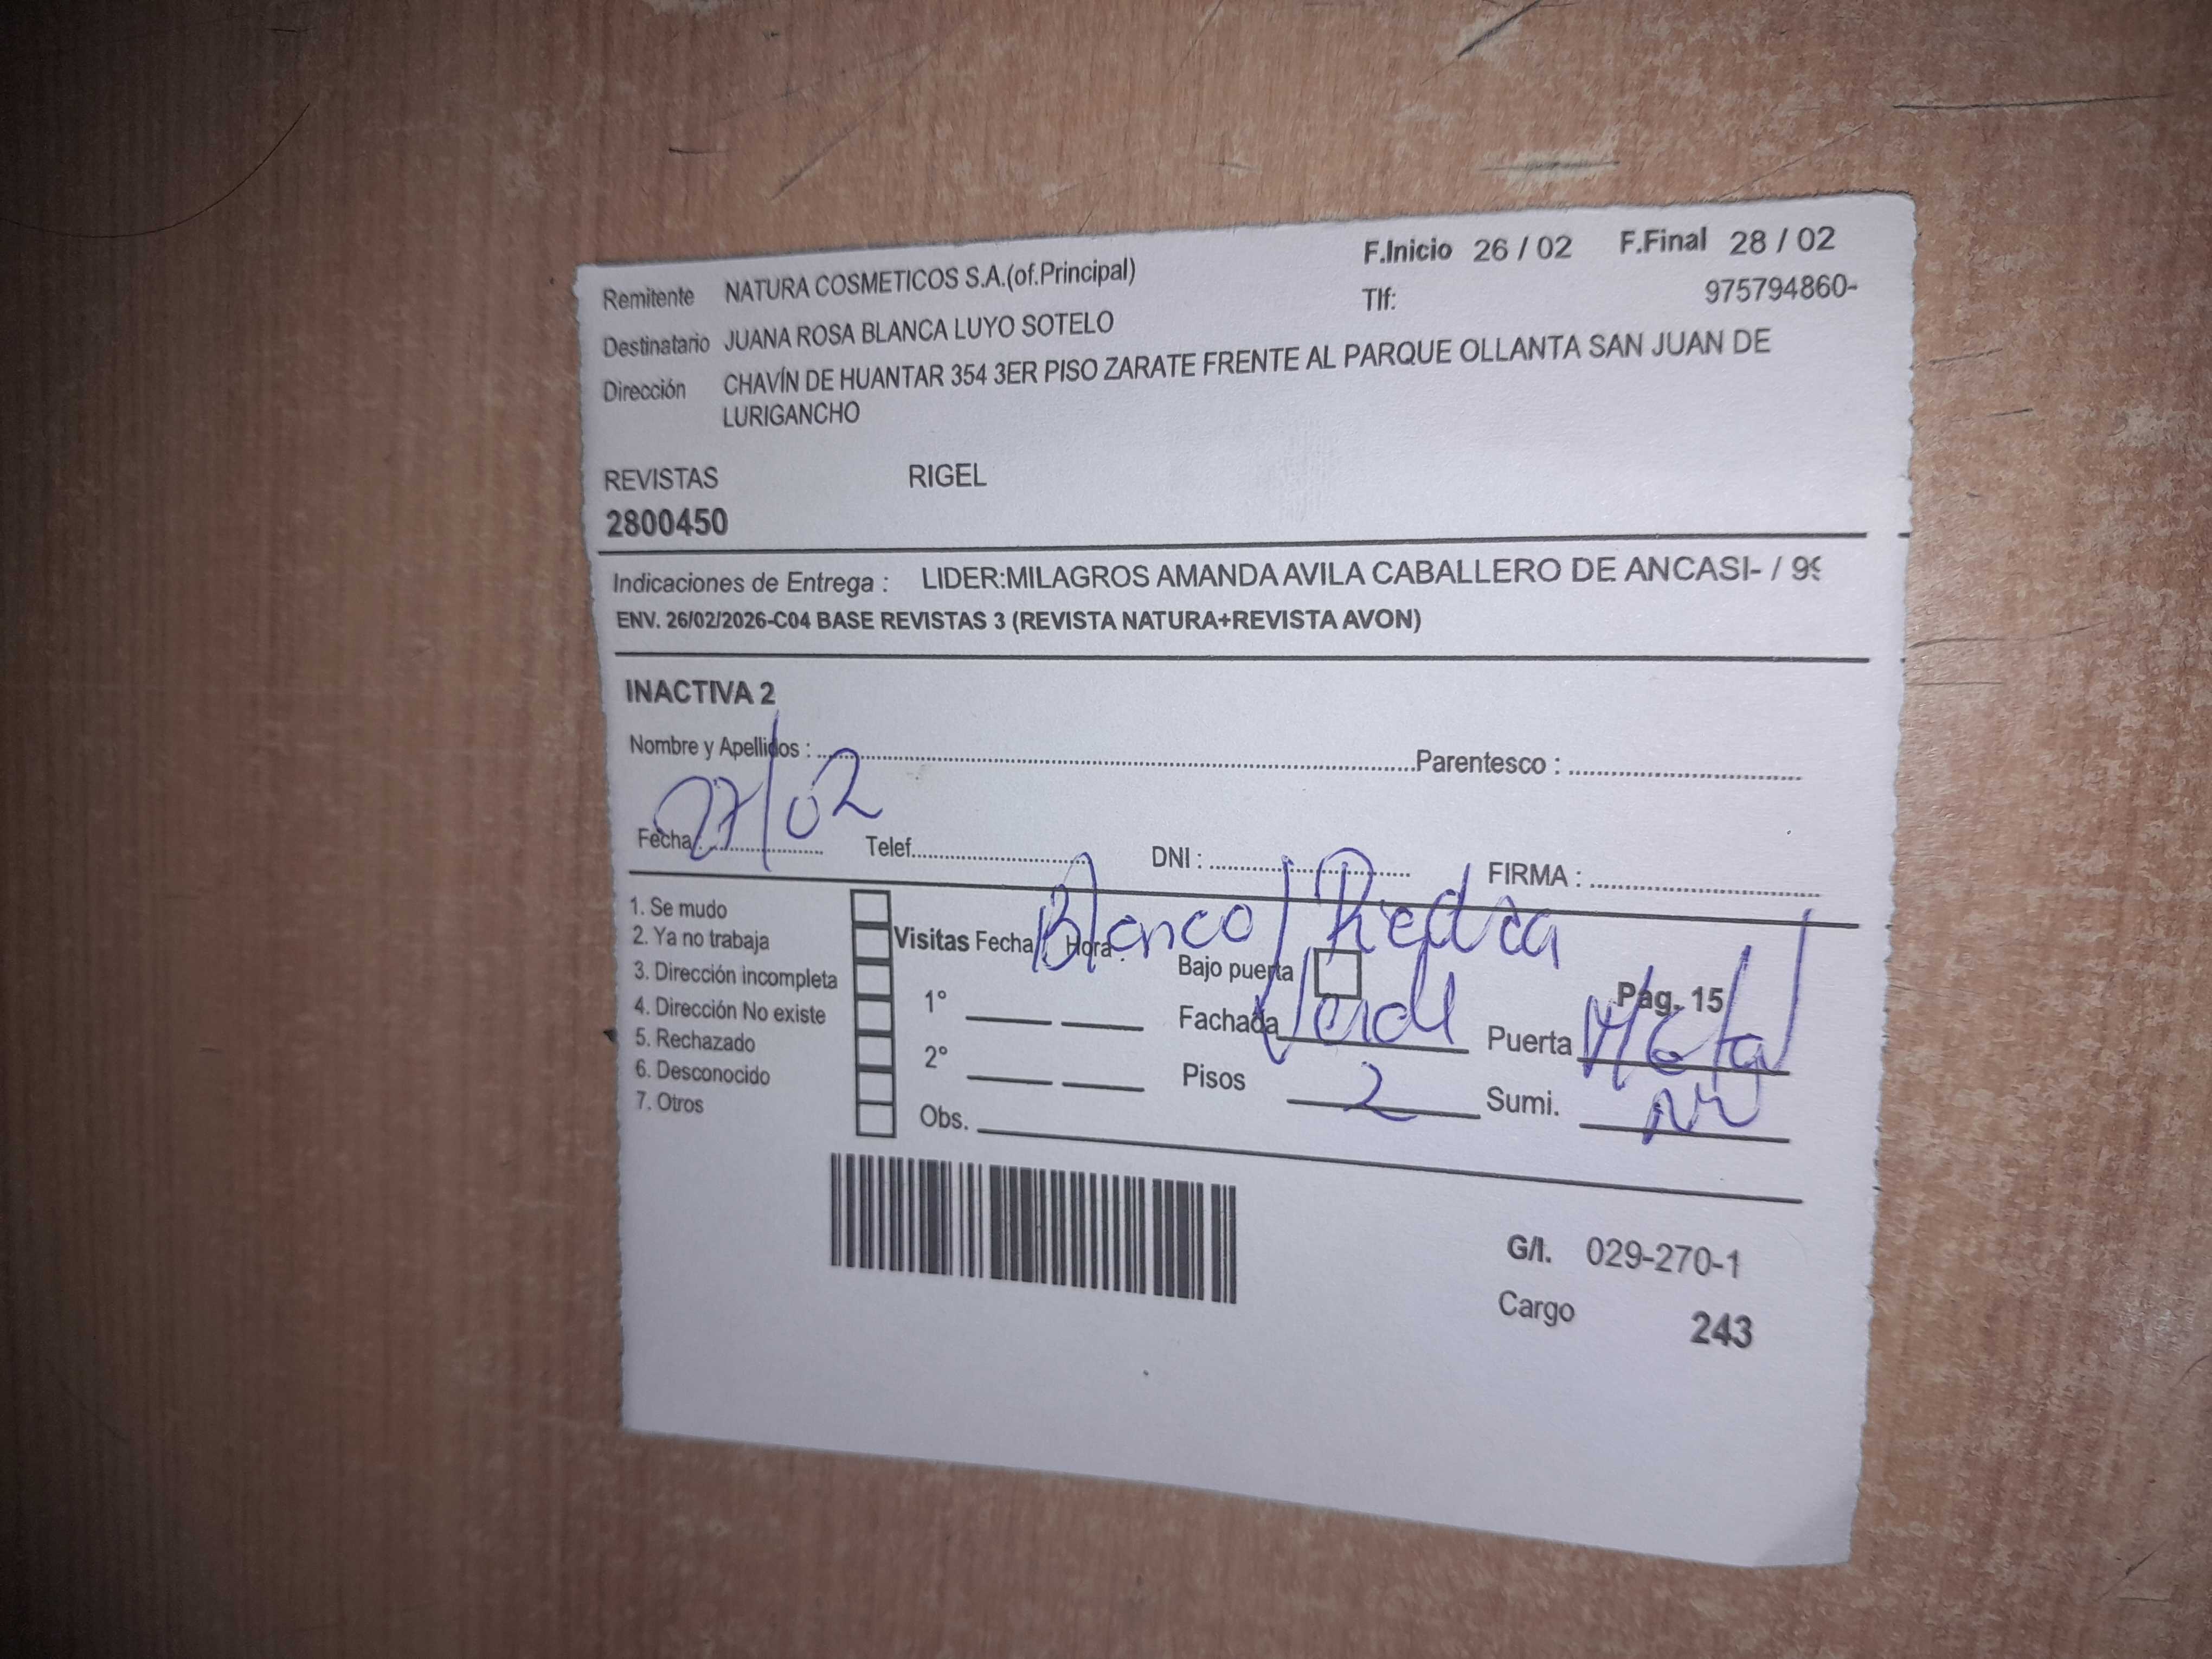 Remitente NATURA COSMETICOS S.A.(of.Principal) F.Inicio 26 / 02 F.Final 28 / 02
Tlf: 975794860-
Destinatario JUANA ROSA BLANCA LUYO SOTELO
Dirección CHAVÍN DE HUANTAR 354 3ER PISO ZARATE FRENTE AL PARQUE OLLANTA SAN JUAN DE
LURIGANCHO
REVISTAS RIGEL
2800450
Indicaciones de Entrega : LIDER:MILAGROS AMANDA AVILA CABALLERO DE ANCASI- / 99
ENV. 26/02/2026-C04 BASE REVISTAS 3 (REVISTA NATURA+REVISTA AVON)
INACTIVA 2
Nombre y Apellidos : Parentesco :
Fecha : 27/02 Telef. DNI : FIRMA :
Blanco / Piedra
1. Se mudo
2. Ya no trabaja
3. Dirección incompleta
4. Dirección No existe
5. Rechazado
6. Desconocido
7. Otros
Visitas Fecha Hora :
1°
2°
Obs.
Bajo puerta Pag. 15
Fachada Verde Puerta Metal
Pisos 2 Sumi.
G/I. 029-270-1
Cargo 243